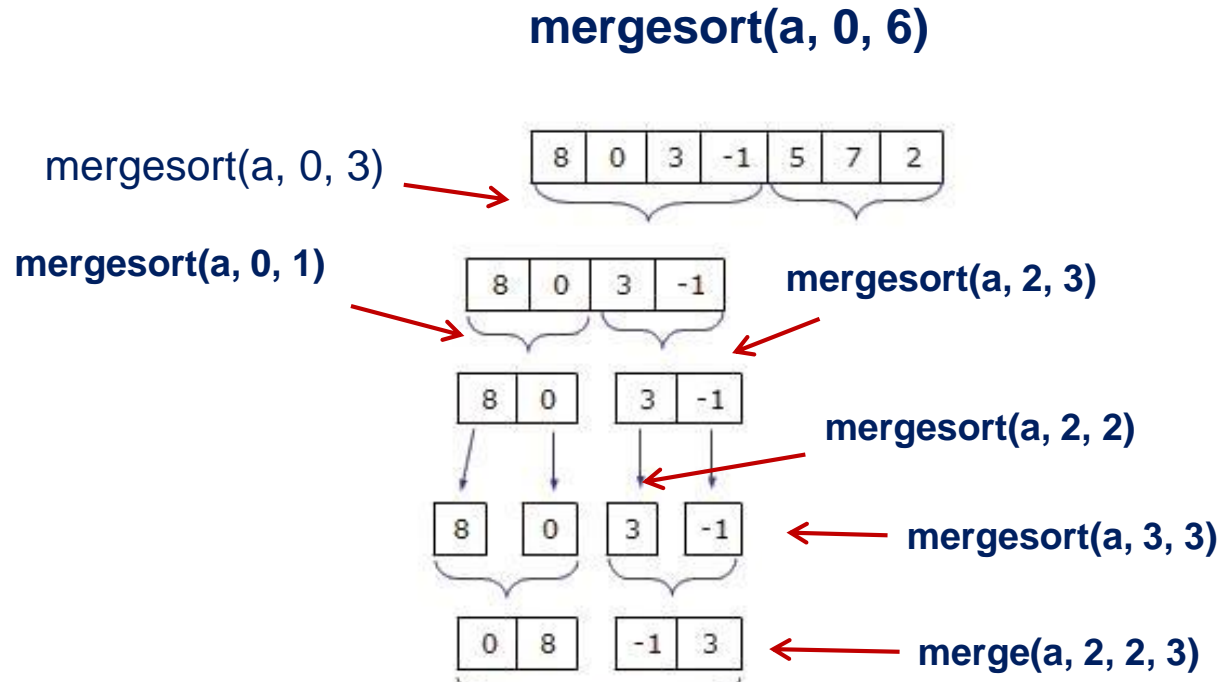 mergesort(a, 0, 6)
mergesort(a, 0, 3)
8 0 3 -1 5 7 2
mergesort(a, 0, 1)
8 0 3 -1
mergesort(a, 2, 3)
8 0 3 -1
mergesort(a, 2, 2)
8 0 3 -1
mergesort(a, 3, 3)
0 8 -1 3
merge(a, 2, 2, 3)